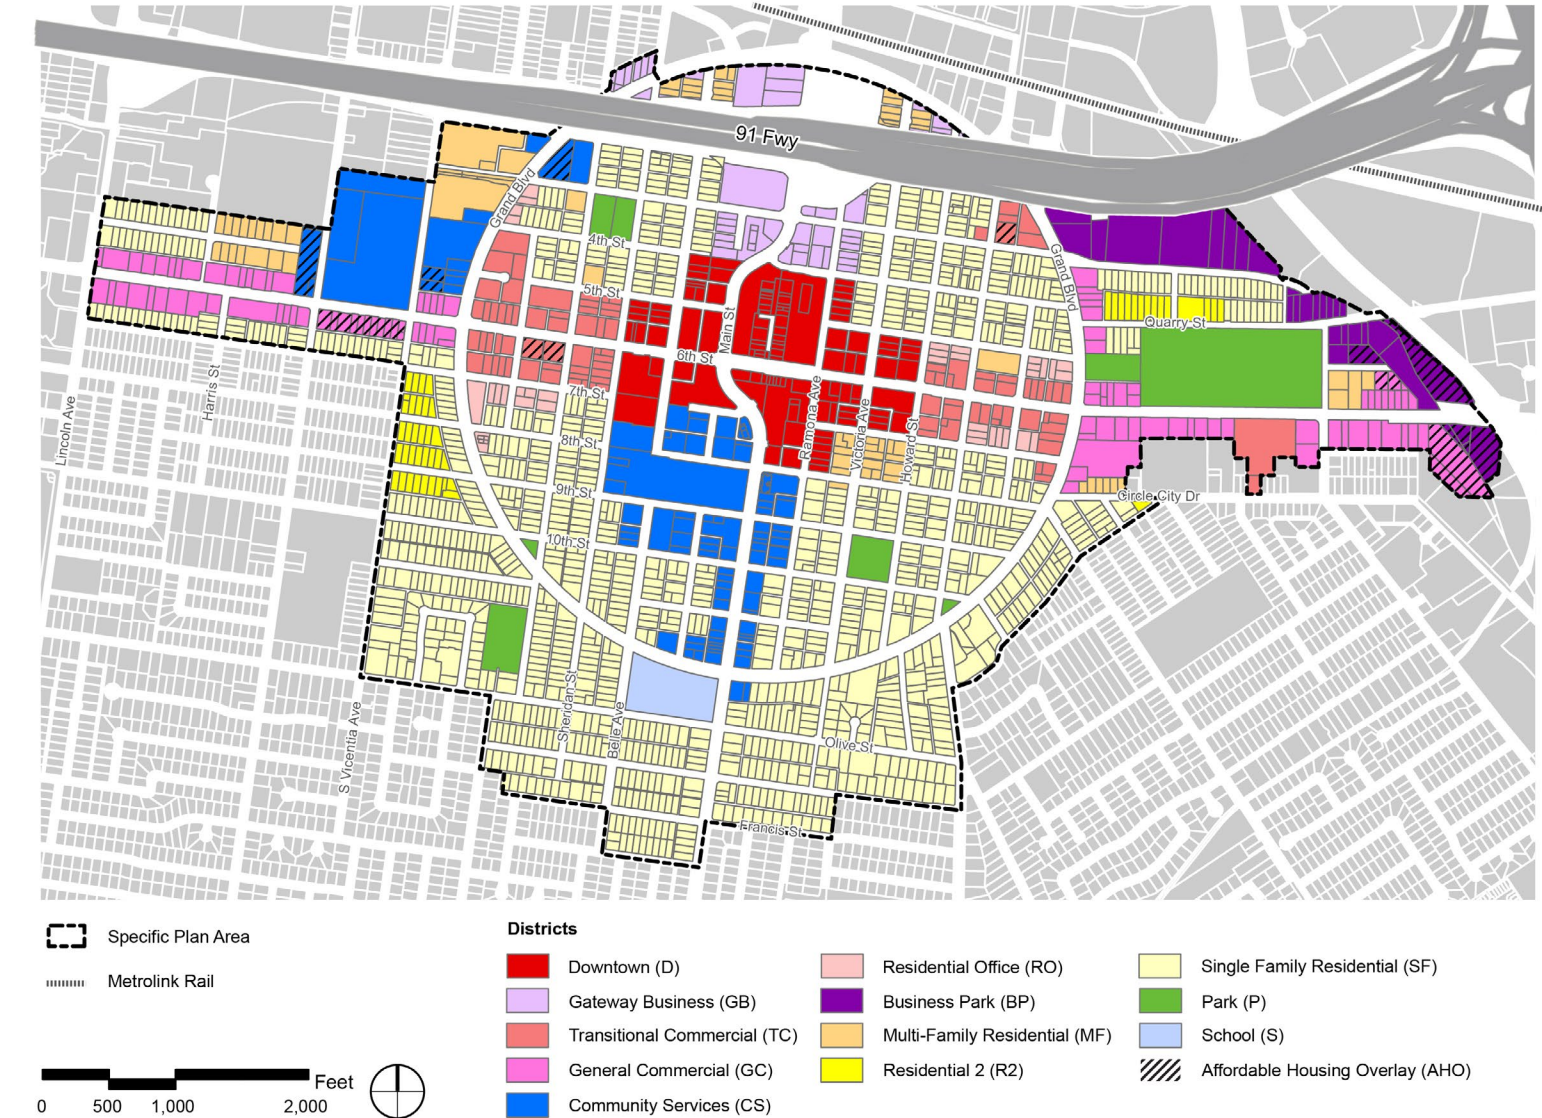 91 Fwy
Grand Blvd
4th St
Grand Blvd
5th St
Main St
Quarry St
6th St
Harris St
7th St
Ramona Ave
Victoria Ave
Howard St
Lincoln Ave
8th St
9th St
Circle City Dr
10th St
Sheridan St
Belle Ave
S Vicentia Ave
Olive St
Francis St
Specific Plan Area
Metrolink Rail
Feet
0 500 1,000 2,000
Districts
Downtown (D)
Gateway Business (GB)
Transitional Commercial (TC)
General Commercial (GC)
Community Services (CS)
Residential Office (RO)
Business Park (BP)
Multi-Family Residential (MF)
Residential 2 (R2)
Single Family Residential (SF)
Park (P)
School (S)
Affordable Housing Overlay (AHO)